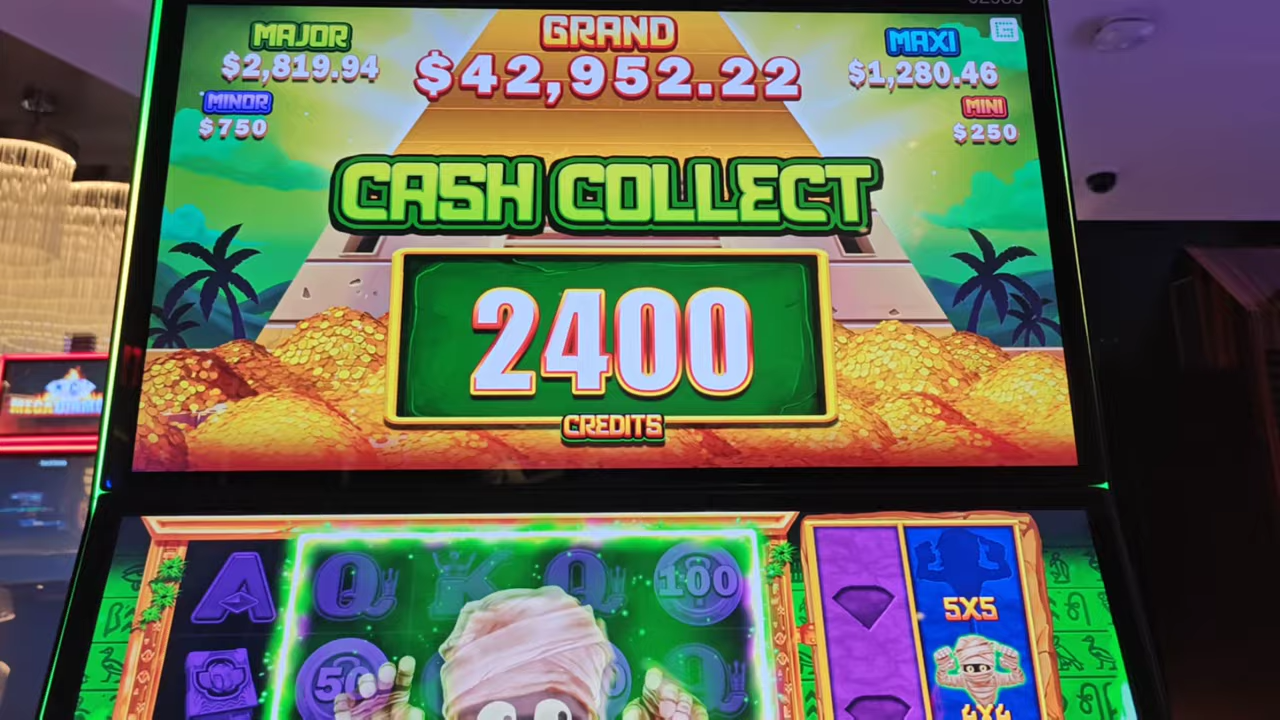 MAJOR
$2,819.94
GRAND
$42,952.22
MAXI
$1,280.46
MINOR
$750
MINI
$250
CASH COLLECT
2400
CREDITS
A Q K Q 100
5X5
50
4X4